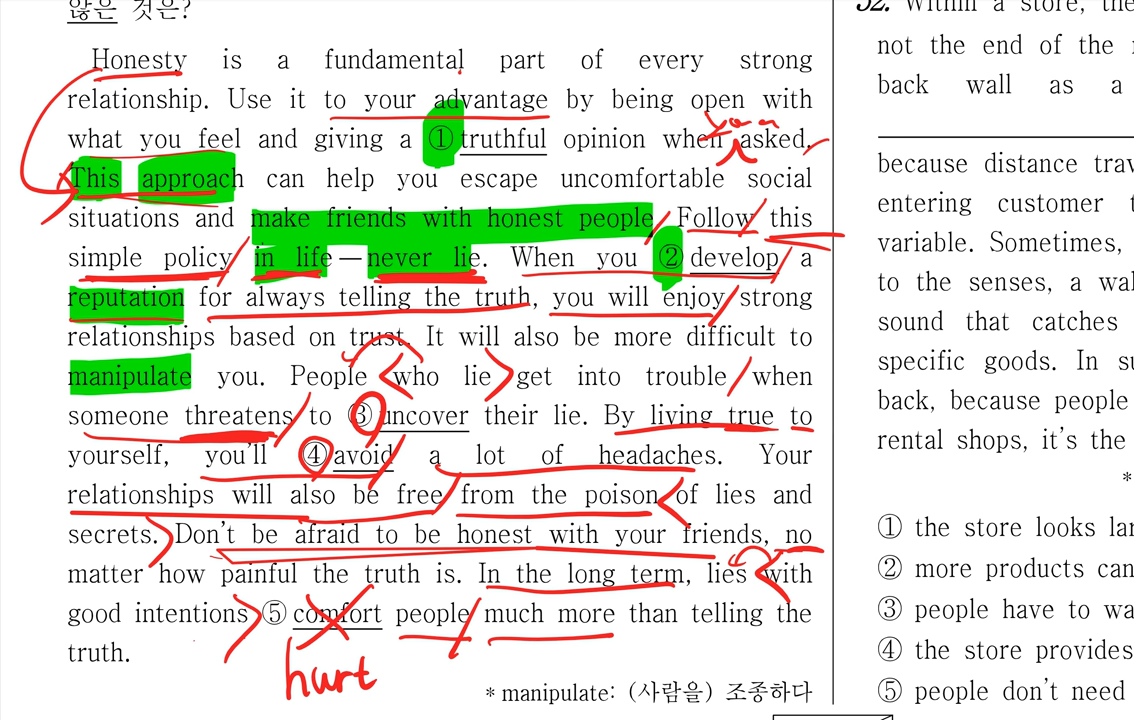 않은 것은?
Honesty is a fundamental part of every strong
relationship. Use it to your advantage by being open with
what you feel and giving a ① truthful opinion when asked.
This approach can help you escape uncomfortable social
situations and make friends with honest people. Follow this
simple policy in life—never lie. When you ② develop a
reputation for always telling the truth, you will enjoy strong
relationships based on trust. It will also be more difficult to
manipulate you. People who lie get into trouble when
someone threatens to ③ uncover their lie. By living true to
yourself, you'll ④ avoid a lot of headaches. Your
relationships will also be free from the poison of lies and
secrets. Don't be afraid to be honest with your friends, no
matter how painful the truth is. In the long term, lies with
good intentions ⑤ comfort people much more than telling the
truth.
hurt
* manipulate: (사람을) 조종하다
32. Within a store, the
not the end of the
back wall as a
because distance trav
entering customer
variable. Sometimes,
to the senses, a wal
sound that catches
specific goods. In su
back, because people
rental shops, it's the
*
① the store looks lar
② more products can
③ people have to wa
④ the store provides
⑤ people don't need